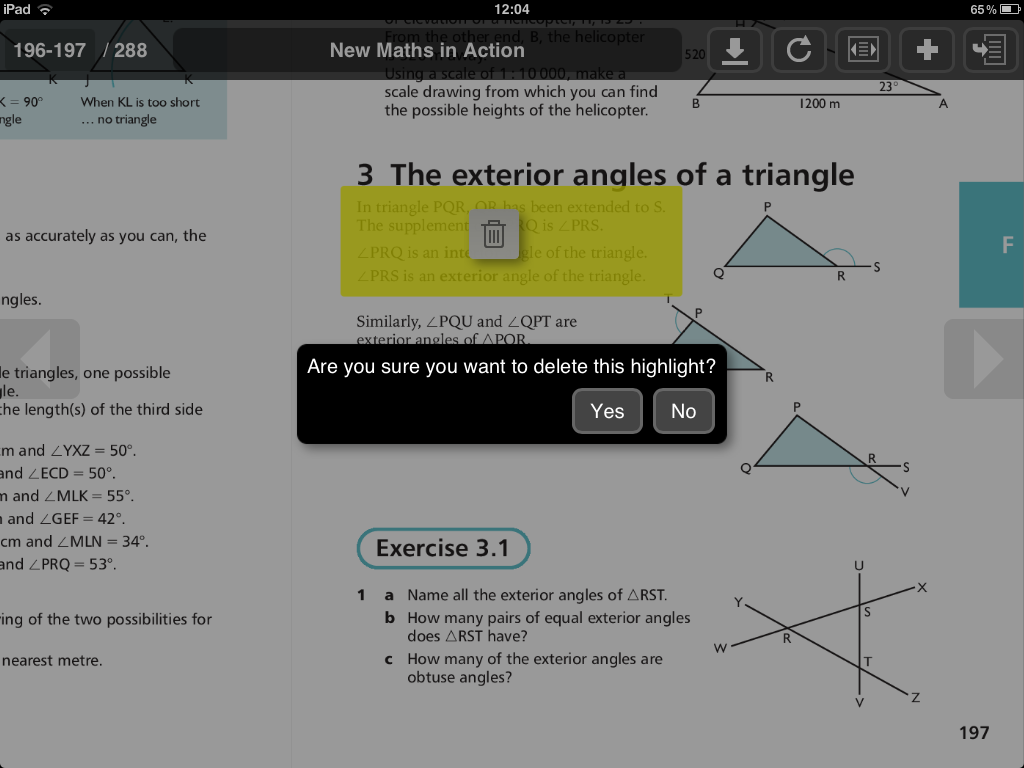 iPad 12:04 65%
196-197 / 288 New Maths in Action
of elevation of a helicopter, H, is 23°.
From the other end, B, the helicopter
is 520 m away.
Using a scale of 1 : 10 000, make a
scale drawing from which you can find
the possible heights of the helicopter.
H
520
23°
B 1200 m A
K J K
K = 90°
ngle
When KL is too short
... no triangle
as accurately as you can, the
ngles.
le triangles, one possible
gle.
the length(s) of the third side
cm and ∠YXZ = 50°.
and ∠ECD = 50°.
m and ∠MLK = 55°.
n and ∠GEF = 42°.
cm and ∠MLN = 34°.
and ∠PRQ = 53°.
ving of the two possibilities for
nearest metre.
3 The exterior angles of a triangle
In triangle PQR, QR has been extended to S.
The supplement RQ is ∠PRS.
∠PRQ is an inte gle of the triangle.
∠PRS is an exterior angle of the triangle.
P
Q R S
F
Similarly, ∠PQU and ∠QPT are
exterior angles of △PQR.
T
P
R
Are you sure you want to delete this highlight?
Yes No
P
Q R S
V
Exercise 3.1
1 a Name all the exterior angles of △RST.
b How many pairs of equal exterior angles
does △RST have?
c How many of the exterior angles are
obtuse angles?
U
X
Y S
W R
T
V Z
197